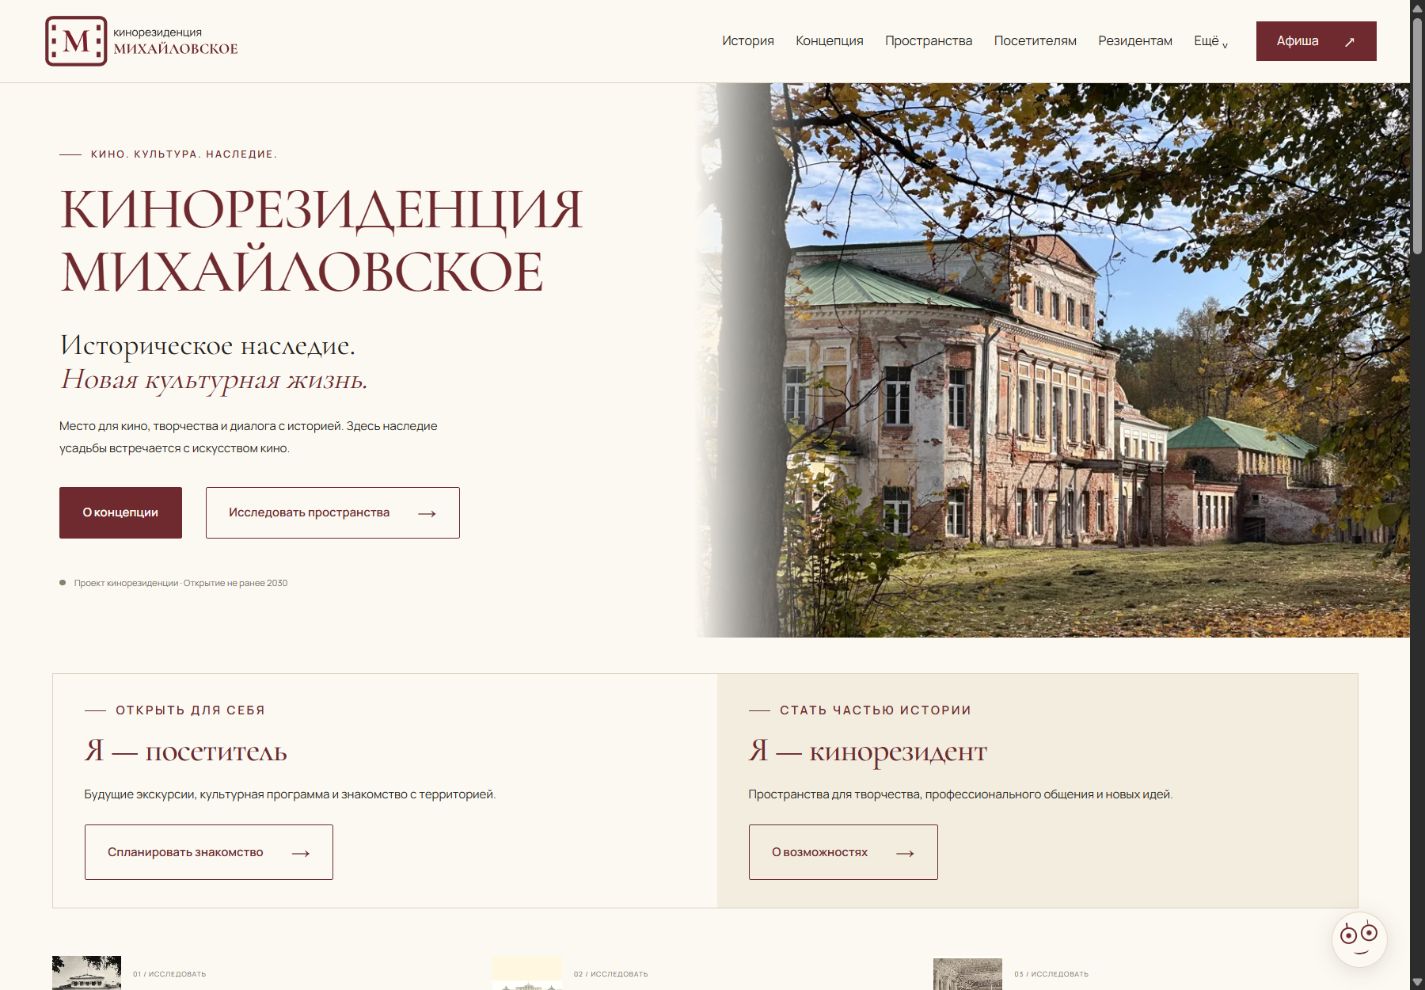 М
кинорезиденция
МИХАЙЛОВСКОЕ
История
Концепция
Пространства
Посетителям
Резидентам
Ещё
Афиша ↗
КИНО. КУЛЬТУРА. НАСЛЕДИЕ.
КИНОРЕЗИДЕНЦИЯ
МИХАЙЛОВСКОЕ
Историческое наследие.
Новая культурная жизнь.
Место для кино, творчества и диалога с историей. Здесь наследие
усадьбы встречается с искусством кино.
О концепции
Исследовать пространства →
Проект кинорезиденции · Открытие не ранее 2030
ОТКРЫТЬ ДЛЯ СЕБЯ
Я — посетитель
Будущие экскурсии, культурная программа и знакомство с территорией.
Спланировать знакомство →
СТАТЬ ЧАСТЬЮ ИСТОРИИ
Я — кинорезидент
Пространства для творчества, профессионального общения и новых идей.
О возможностях →
01 / ИССЛЕДОВАТЬ
02 / ИССЛЕДОВАТЬ
03 / ИССЛЕДОВАТЬ